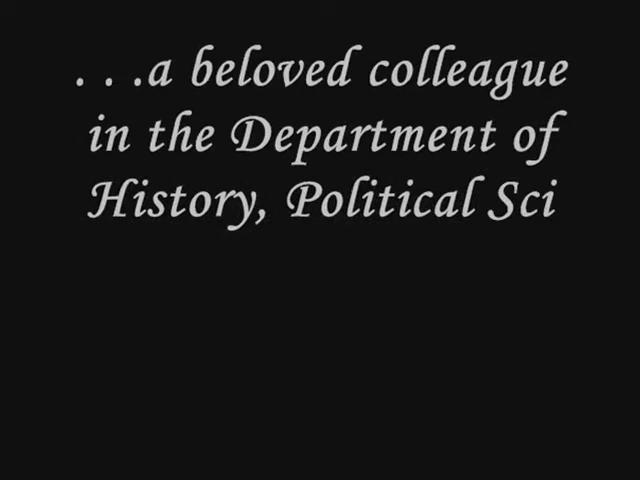 . . .a beloved colleague
in the Department of
History, Political Sci